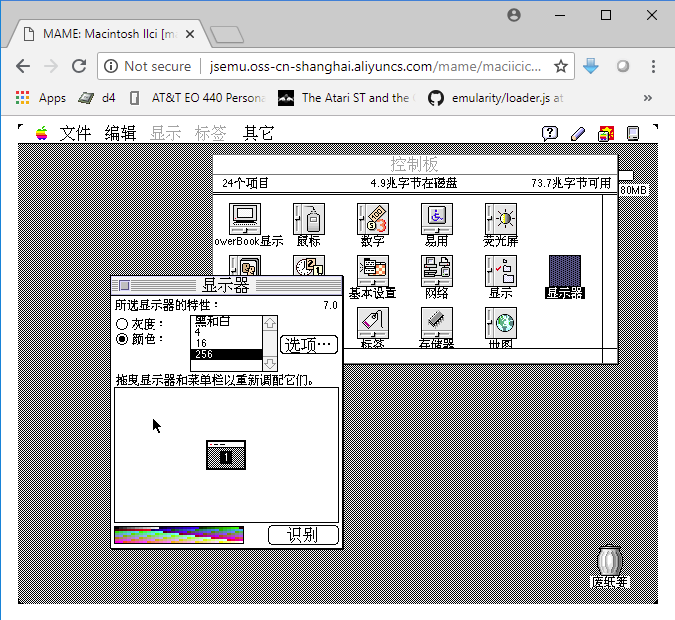 MAME: Macintosh IIci [ma
Not secure
jsemu.oss-cn-shanghai.aliyuncs.com/mame/maciicic...
Apps
d4
AT&T EO 440 Persona
The Atari ST and the
emularity/loader.js at
»
文件 编辑 显示 标签 其它
控制板
24个项目 4.9兆字节在磁盘 73.7兆字节可用
80MB
owerBook显示 鼠标 数字 易用 荧光屏
基本设置 网络 显示 显示器
标签 存储器 地图
显示器
所选显示器的特性： 7.0
灰度：
颜色：
黑和白
4
16
256
选项…
拖曳显示器和菜单栏以重新调配它们。
1
识别
废纸篓